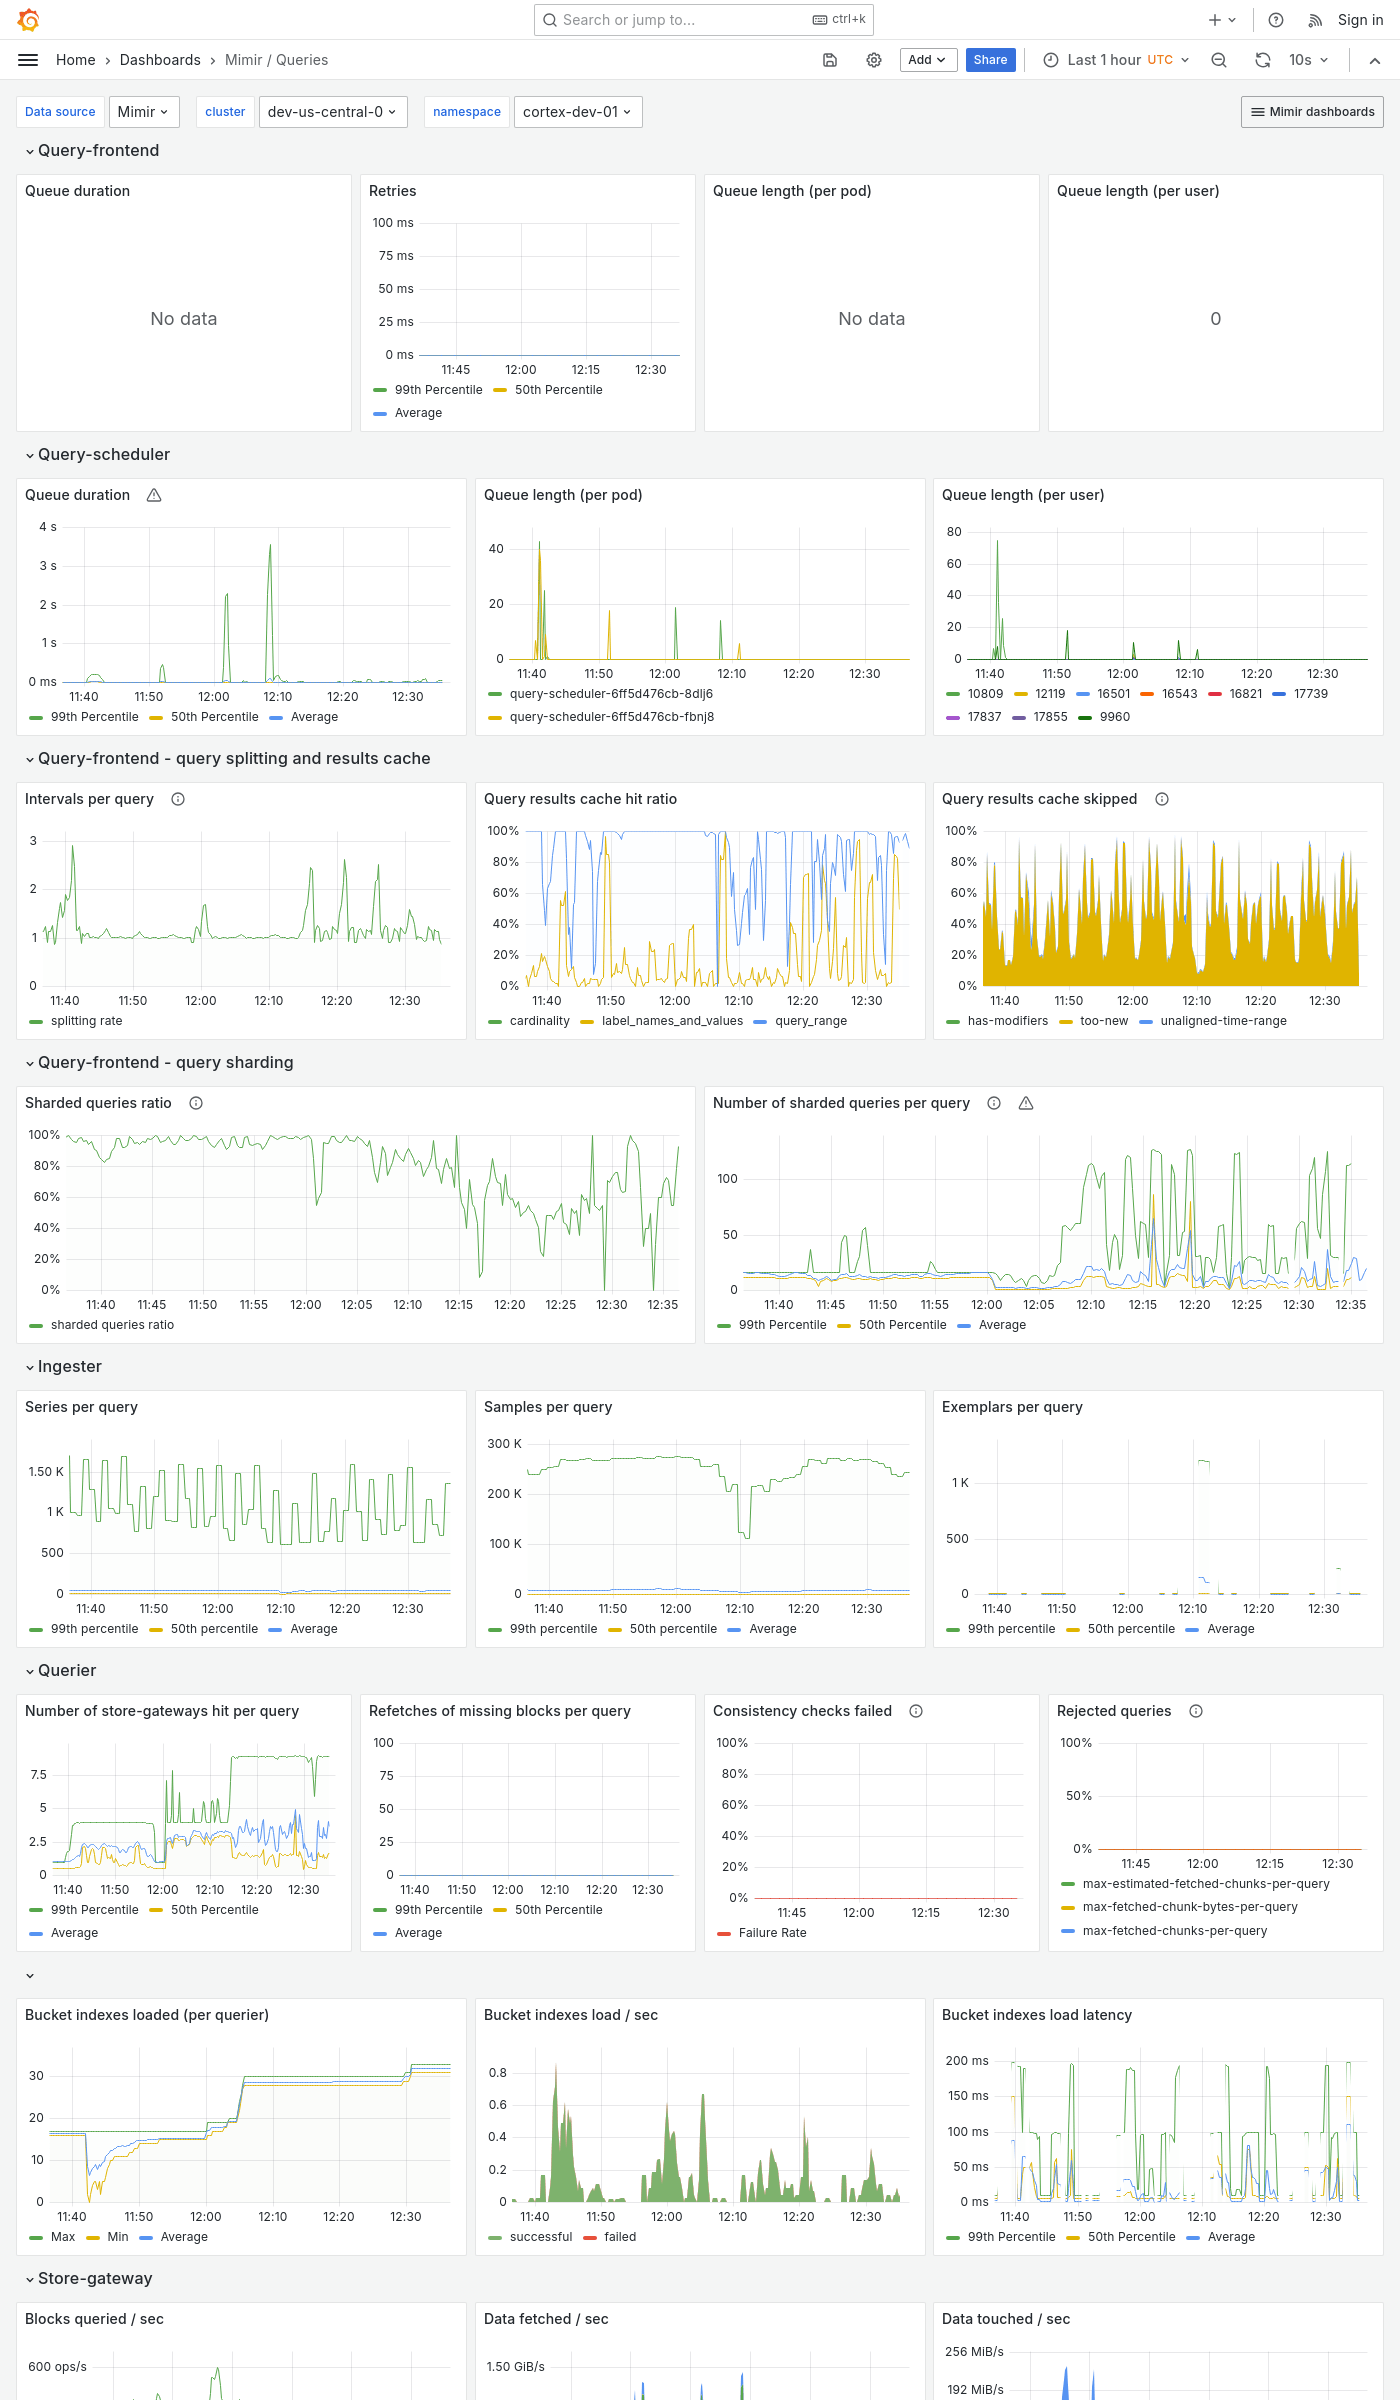 Search or jump to...
ctrl+k
Sign in
Home
Dashboards
Mimir / Queries
Add
Share
Last 1 hour UTC
10s
Data source
Mimir
cluster
dev-us-central-0
namespace
cortex-dev-01
Mimir dashboards
Query-frontend
Queue duration
No data
Retries
100 ms
75 ms
50 ms
25 ms
0 ms
11:45 12:00 12:15 12:30
99th Percentile 50th Percentile
Average
Queue length (per pod)
No data
Queue length (per user)
0
Query-scheduler
Queue duration
4 s
3 s
2 s
1 s
0 ms
11:40 11:50 12:00 12:10 12:20 12:30
99th Percentile 50th Percentile Average
Queue length (per pod)
40
20
0
11:40 11:50 12:00 12:10 12:20 12:30
query-scheduler-6ff5d476cb-8dlj6
query-scheduler-6ff5d476cb-fbnj8
Queue length (per user)
80
60
40
20
0
11:40 11:50 12:00 12:10 12:20 12:30
10809 12119 16501 16543 16821 17739
17837 17855 9960
Query-frontend - query splitting and results cache
Intervals per query
3
2
1
0
11:40 11:50 12:00 12:10 12:20 12:30
splitting rate
Query results cache hit ratio
100%
80%
60%
40%
20%
0%
11:40 11:50 12:00 12:10 12:20 12:30
cardinality label_names_and_values query_range
Query results cache skipped
100%
80%
60%
40%
20%
0%
11:40 11:50 12:00 12:10 12:20 12:30
has-modifiers too-new unaligned-time-range
Query-frontend - query sharding
Sharded queries ratio
100%
80%
60%
40%
20%
0%
11:40 11:45 11:50 11:55 12:00 12:05 12:10 12:15 12:20 12:25 12:30 12:35
sharded queries ratio
Number of sharded queries per query
100
50
0
11:40 11:45 11:50 11:55 12:00 12:05 12:10 12:15 12:20 12:25 12:30 12:35
99th Percentile 50th Percentile Average
Ingester
Series per query
1.50 K
1 K
500
0
11:40 11:50 12:00 12:10 12:20 12:30
99th percentile 50th percentile Average
Samples per query
300 K
200 K
100 K
0
11:40 11:50 12:00 12:10 12:20 12:30
99th percentile 50th percentile Average
Exemplars per query
1 K
500
0
11:40 11:50 12:00 12:10 12:20 12:30
99th percentile 50th percentile Average
Querier
Number of store-gateways hit per query
7.5
5
2.5
0
11:40 11:50 12:00 12:10 12:20 12:30
99th Percentile 50th Percentile
Average
Refetches of missing blocks per query
100
75
50
25
0
11:40 11:50 12:00 12:10 12:20 12:30
99th Percentile 50th Percentile
Average
Consistency checks failed
100%
80%
60%
40%
20%
0%
11:45 12:00 12:15 12:30
Failure Rate
Rejected queries
100%
50%
0%
11:45 12:00 12:15 12:30
max-estimated-fetched-chunks-per-query
max-fetched-chunk-bytes-per-query
max-fetched-chunks-per-query
Bucket indexes loaded (per querier)
30
20
10
0
11:40 11:50 12:00 12:10 12:20 12:30
Max Min Average
Bucket indexes load / sec
0.8
0.6
0.4
0.2
0
11:40 11:50 12:00 12:10 12:20 12:30
successful failed
Bucket indexes load latency
200 ms
150 ms
100 ms
50 ms
0 ms
11:40 11:50 12:00 12:10 12:20 12:30
99th Percentile 50th Percentile Average
Store-gateway
Blocks queried / sec
600 ops/s
Data fetched / sec
1.50 GiB/s
Data touched / sec
256 MiB/s
192 MiB/s